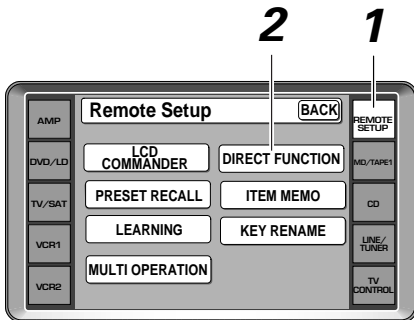 2 1
Remote Setup BACK
AMP
DVD/LD
TV/SAT
VCR1
VCR2
LCD
COMMANDER
DIRECT FUNCTION
PRESET RECALL
ITEM MEMO
LEARNING
KEY RENAME
MULTI OPERATION
REMOTE
SETUP
MD/TAPE1
CD
LINE/
TUNER
TV
CONTROL